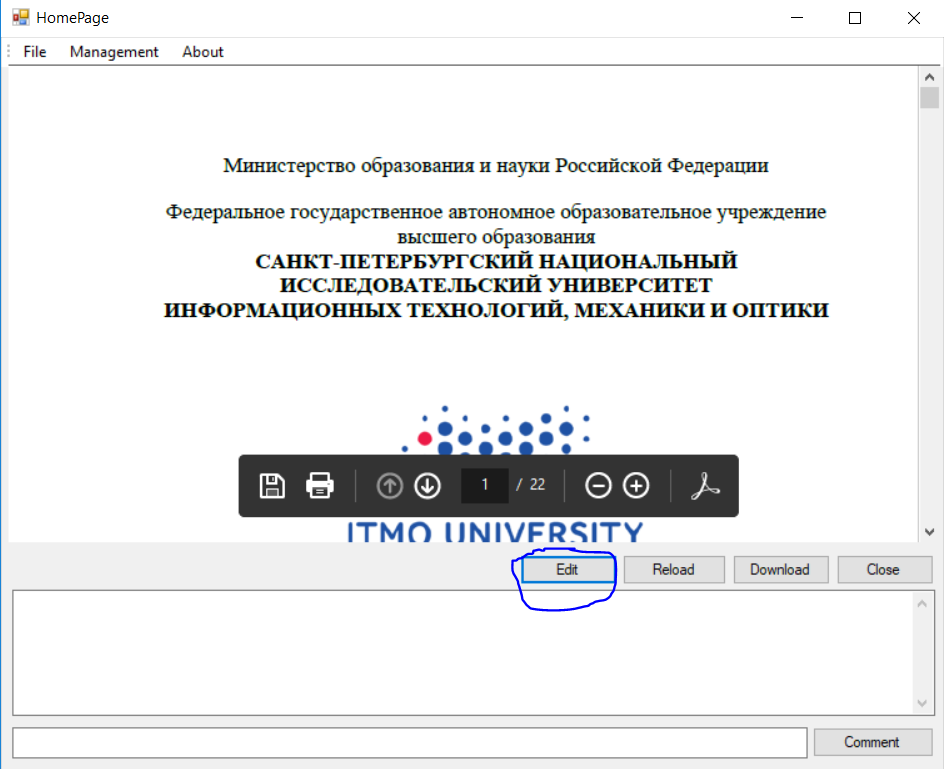 HomePage
File Management About
Министерство образования и науки Российской Федерации
Федеральное государственное автономное образовательное учреждение
высшего образования
САНКТ-ПЕТЕРБУРГСКИЙ НАЦИОНАЛЬНЫЙ
ИССЛЕДОВАТЕЛЬСКИЙ УНИВЕРСИТЕТ
ИНФОРМАЦИОННЫХ ТЕХНОЛОГИЙ, МЕХАНИКИ И ОПТИКИ
1 / 22
ITMO UNIVERSITY
Edit Reload Download Close
Comment